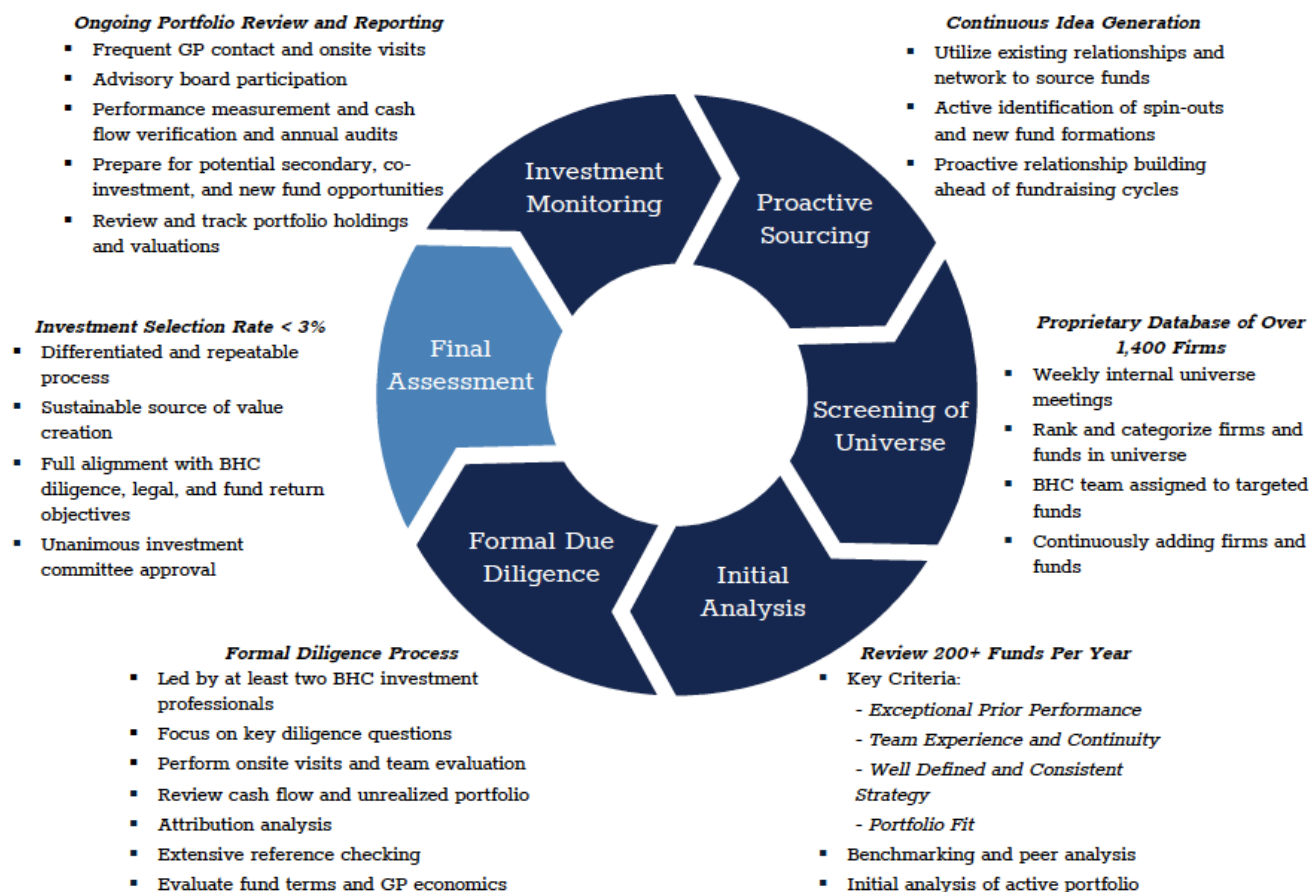 Ongoing Portfolio Review and Reporting
▪ Frequent GP contact and onsite visits
▪ Advisory board participation
▪ Performance measurement and cash
flow verification and annual audits
▪ Prepare for potential secondary, co-
investment, and new fund opportunities
▪ Review and track portfolio holdings
and valuations
Continuous Idea Generation
▪ Utilize existing relationships and
network to source funds
▪ Active identification of spin-outs
and new fund formations
▪ Proactive relationship building
ahead of fundraising cycles
Investment
Monitoring
Proactive
Sourcing
Final
Assessment
Screening of
Universe
Formal Due
Diligence
Initial
Analysis
Investment Selection Rate < 3%
▪ Differentiated and repeatable
process
▪ Sustainable source of value
creation
▪ Full alignment with BHC
diligence, legal, and fund return
objectives
▪ Unanimous investment
committee approval
Proprietary Database of Over
1,400 Firms
▪ Weekly internal universe
meetings
▪ Rank and categorize firms and
funds in universe
▪ BHC team assigned to targeted
funds
▪ Continuously adding firms and
funds
Formal Diligence Process
▪ Led by at least two BHC investment
professionals
▪ Focus on key diligence questions
▪ Perform onsite visits and team evaluation
▪ Review cash flow and unrealized portfolio
▪ Attribution analysis
▪ Extensive reference checking
▪ Evaluate fund terms and GP economics
Review 200+ Funds Per Year
▪ Key Criteria:
- Exceptional Prior Performance
- Team Experience and Continuity
- Well Defined and Consistent
Strategy
- Portfolio Fit
▪ Benchmarking and peer analysis
▪ Initial analysis of active portfolio